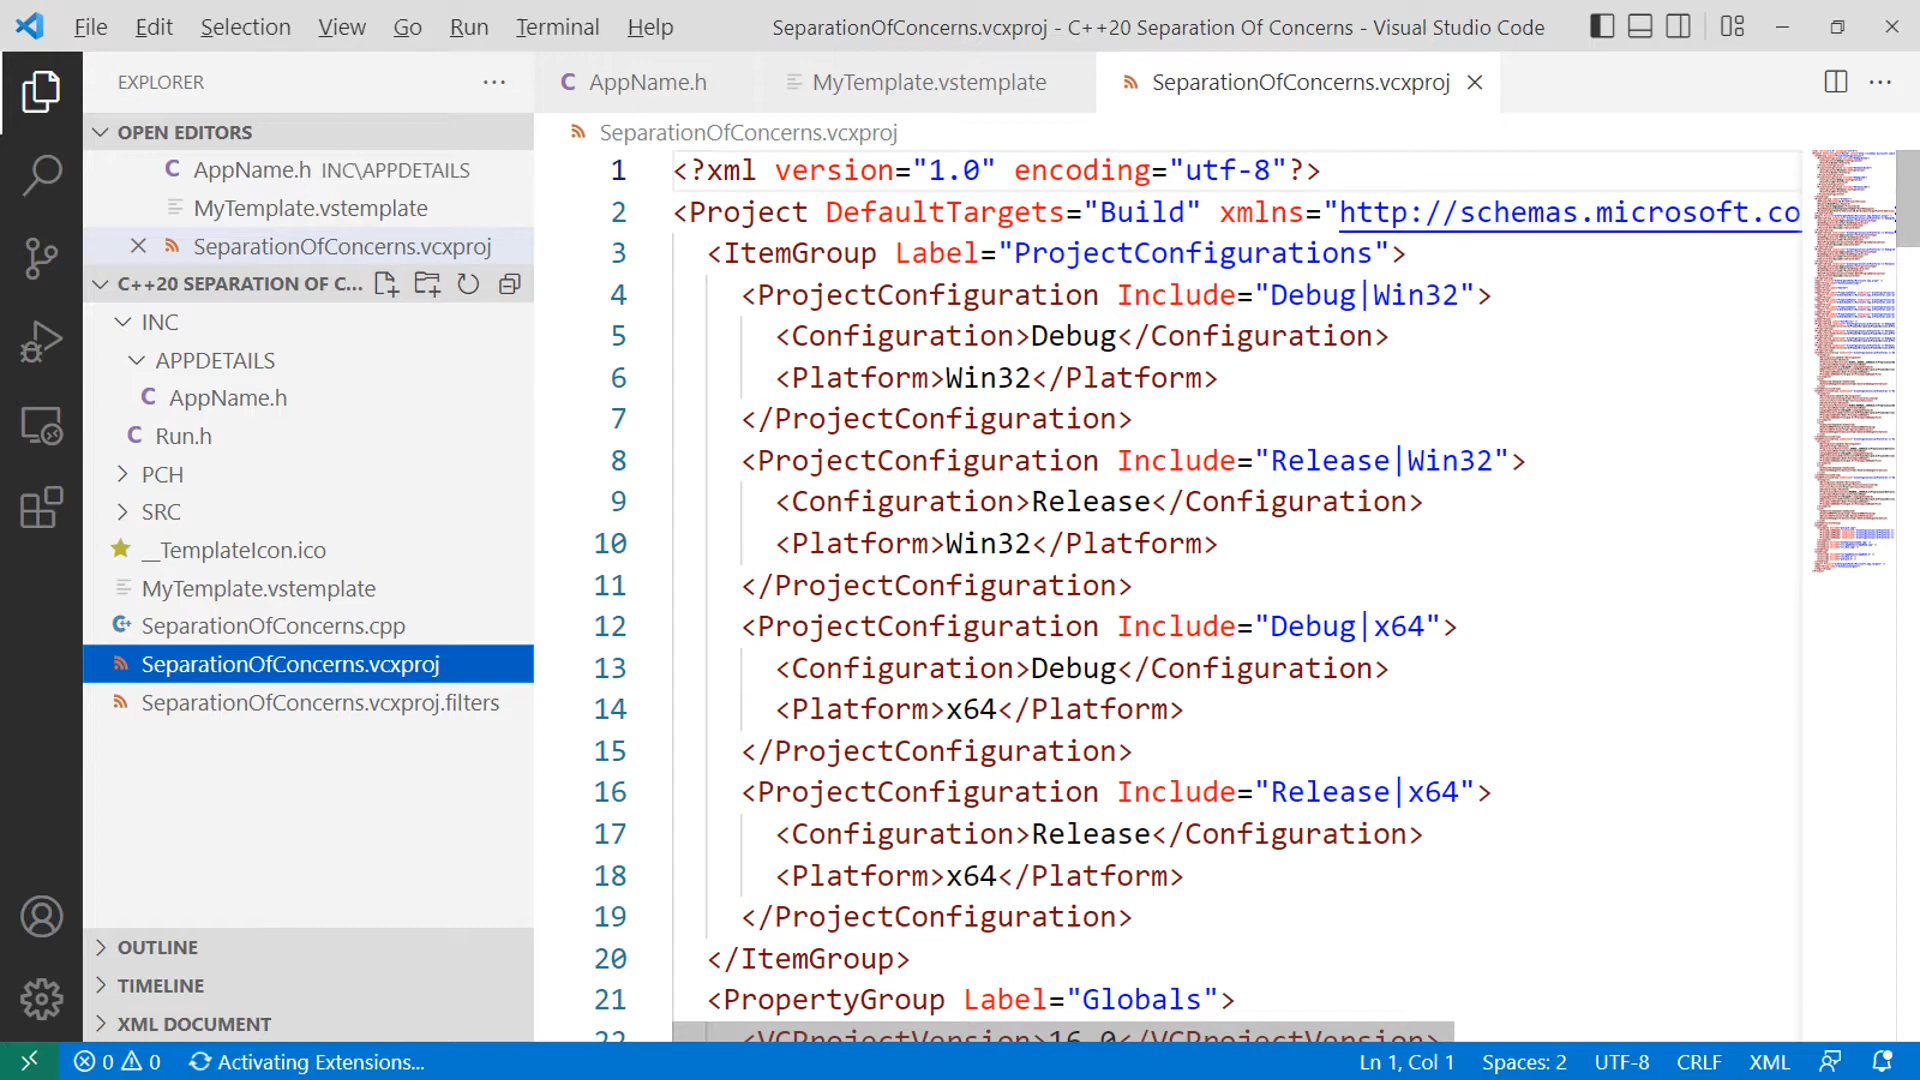 File Edit Selection View Go Run Terminal Help
SeparationOfConcerns.vcxproj - C++20 Separation Of Concerns - Visual Studio Code
EXPLORER
OPEN EDITORS
AppName.h INC\APPDETAILS
MyTemplate.vstemplate
SeparationOfConcerns.vcxproj
C++20 SEPARATION OF C...
INC
APPDETAILS
AppName.h
Run.h
PCH
SRC
__TemplateIcon.ico
MyTemplate.vstemplate
SeparationOfConcerns.cpp
SeparationOfConcerns.vcxproj
SeparationOfConcerns.vcxproj.filters
OUTLINE
TIMELINE
XML DOCUMENT
AppName.h MyTemplate.vstemplate SeparationOfConcerns.vcxproj
SeparationOfConcerns.vcxproj
1 <?xml version="1.0" encoding="utf-8"?>
2 <Project DefaultTargets="Build" xmlns="http://schemas.microsoft.co
3 <ItemGroup Label="ProjectConfigurations">
4 <ProjectConfiguration Include="Debug|Win32">
5 <Configuration>Debug</Configuration>
6 <Platform>Win32</Platform>
7 </ProjectConfiguration>
8 <ProjectConfiguration Include="Release|Win32">
9 <Configuration>Release</Configuration>
10 <Platform>Win32</Platform>
11 </ProjectConfiguration>
12 <ProjectConfiguration Include="Debug|x64">
13 <Configuration>Debug</Configuration>
14 <Platform>x64</Platform>
15 </ProjectConfiguration>
16 <ProjectConfiguration Include="Release|x64">
17 <Configuration>Release</Configuration>
18 <Platform>x64</Platform>
19 </ProjectConfiguration>
20 </ItemGroup>
21 <PropertyGroup Label="Globals">
22 <VCProjectVersion>16.0</VCProjectVersion>
0 0 Activating Extensions... Ln 1, Col 1 Spaces: 2 UTF-8 CRLF XML